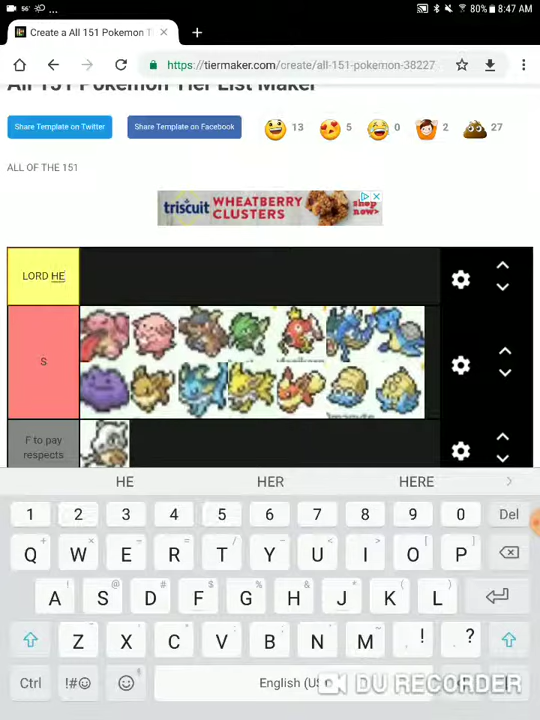 56'
80% 8:47 AM
Create a All 151 Pokemon T
https://tiermaker.com/create/all-151-pokemon-38227
All 151 Pokemon Tier List Maker
Share Template on Twitter
Share Template on Facebook
13
5
0
2
27
ALL OF THE 151
triscuit WHEATBERRY CLUSTERS shop now>
LORD HE
S
F to pay
respects
HE HER HERE
1 2 3 4 5 6 7 8 9 0 Del
Q W E R T Y U I O P
A S D F G H J K L
Z X C V B N M , ! . ?
Ctrl !#☺ English (US)
DU RECORDER